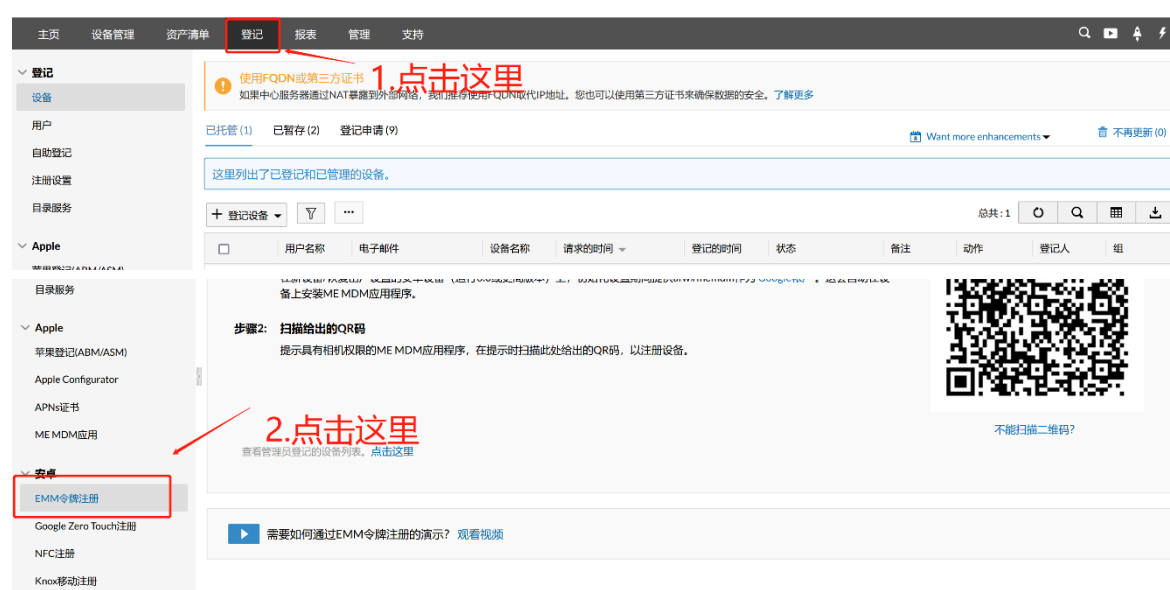 主页 设备管理 资产清单 登记 报表 管理 支持
登记
设备
用户
自助登记
注册设置
目录服务
Apple
苹果登记(ABM/ASM)
使用FQDN或第三方证书
1.点击这里
如果中心服务器通过NAT暴露到外部网络，我们推荐使用FQDN取代IP地址。您也可以使用第三方证书来确保数据的安全。了解更多
已托管 (1) 已暂存 (2) 登记申请 (9)
Want more enhancements
不再更新 (0)
这里列出了已登记和已管理的设备。
登记设备
总共 : 1
用户名称 电子邮件 设备名称 请求的时间 登记的时间 状态 备注 动作 登记人 组
目录服务
Apple
苹果登记(ABM/ASM)
Apple Configurator
APNs证书
ME MDM应用
安卓
EMM令牌注册
Google Zero Touch注册
NFC注册
Knox移动注册
备上安装ME MDM应用程序。
步骤2: 扫描给出的QR码
提示具有相机权限的ME MDM应用程序，在提示时扫描此处给出的QR码，以注册设备。
不能扫描二维码?
2.点击这里
查看管理员登记的设备列表。点击这里
需要如何通过EMM令牌注册的演示? 观看视频